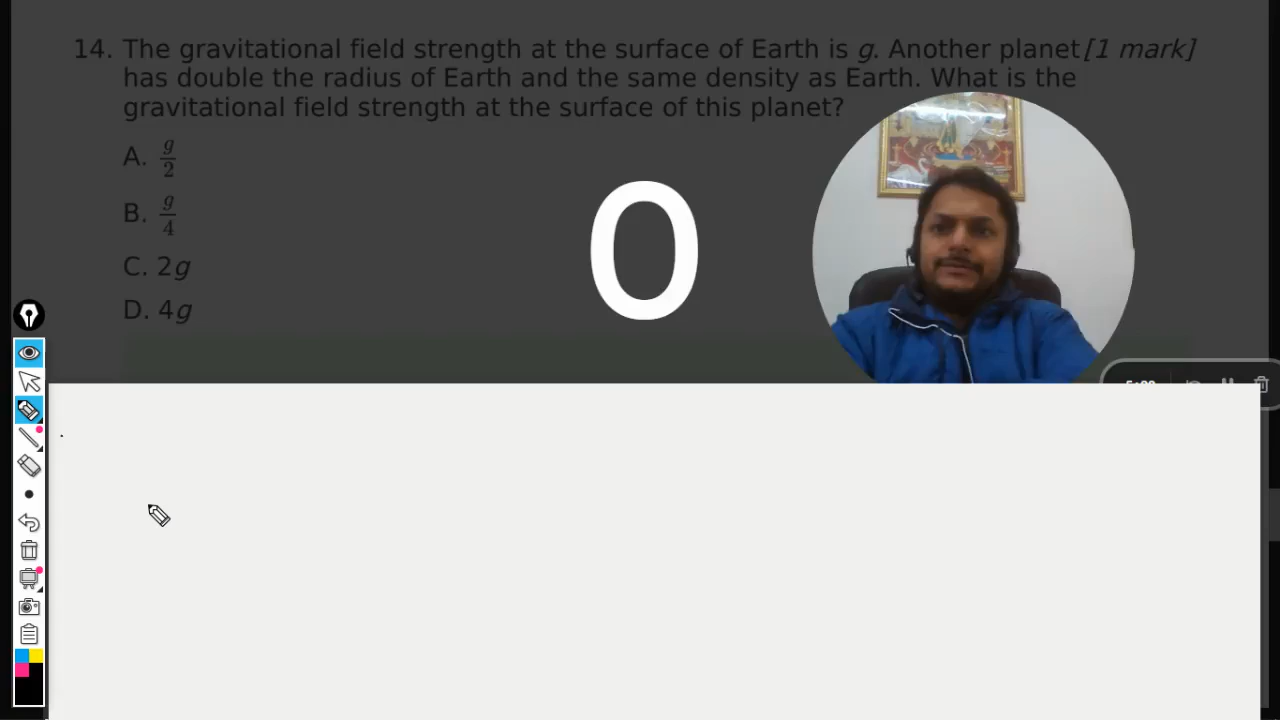 14. The gravitational field strength at the surface of Earth is g. Another planet [1 mark]
has double the radius of Earth and the same density as Earth. What is the
gravitational field strength at the surface of this planet?
A. g/2
B. g/4
C. 2g
D. 4g
0